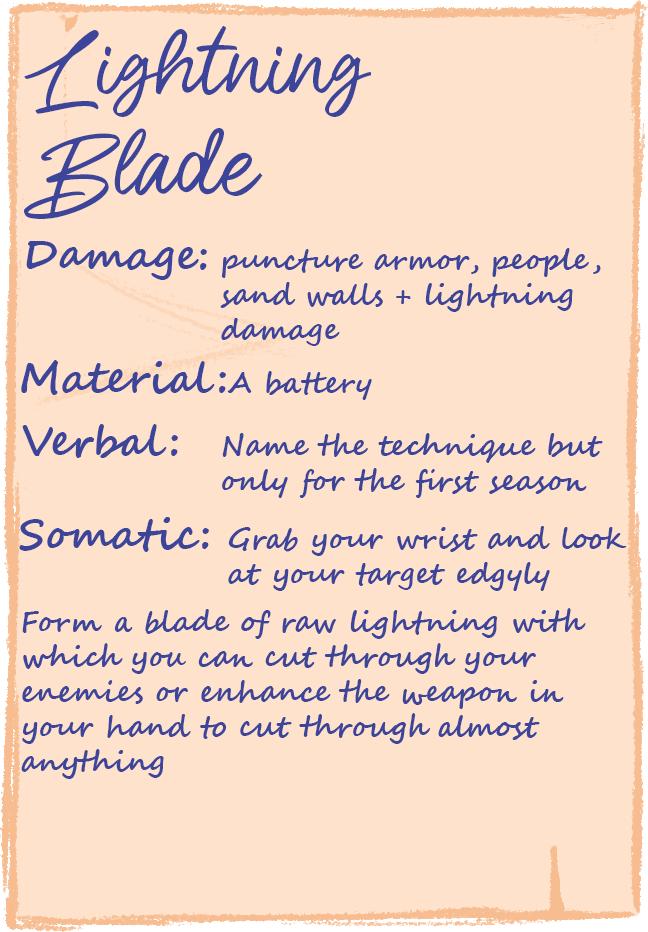 Lightning
Blade
Damage: puncture armor, people,
sand walls + lightning
damage
Material: A battery
Verbal: Name the technique but
only for the first season
Somatic: Grab your wrist and look
at your target edgyly
Form a blade of raw lightning with
which you can cut through your
enemies or enhance the weapon in
your hand to cut through almost
anything